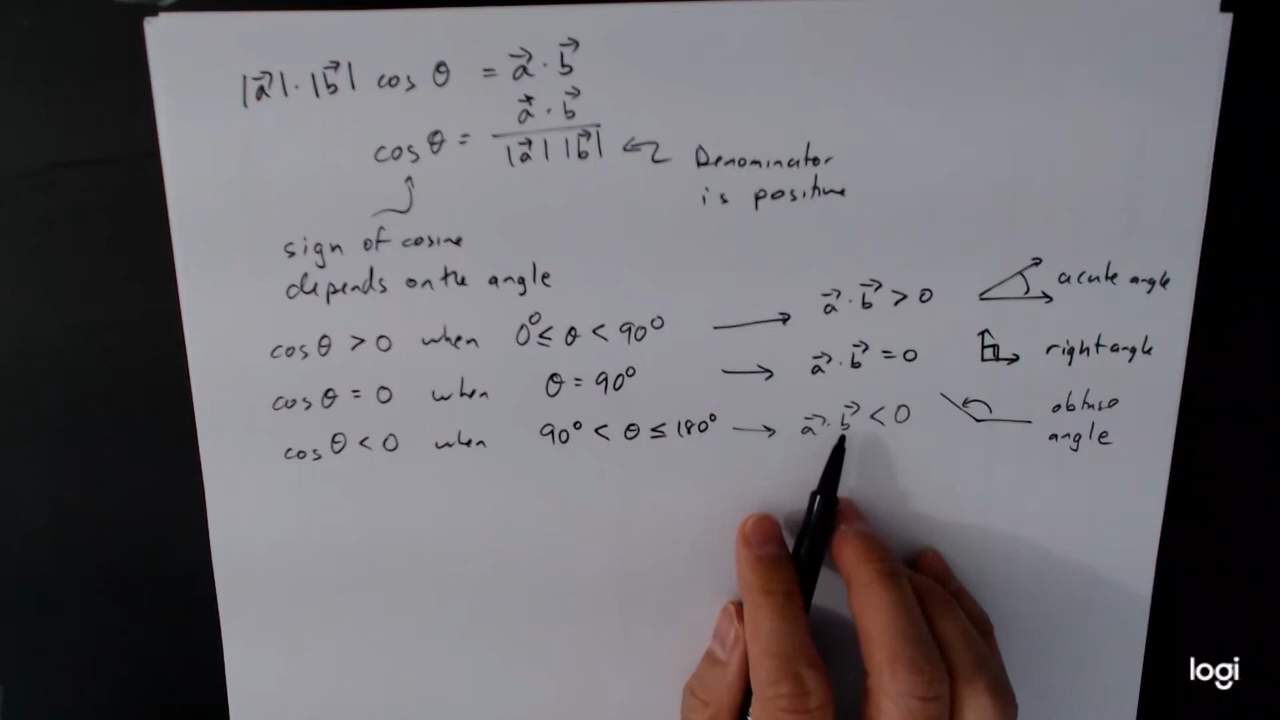 |a⃗|·|b⃗| cos θ = a⃗ · b⃗
cos θ = a⃗ · b⃗ / |a⃗| |b⃗|
Denominator
is positive
sign of cosine
depends on the angle
cos θ > 0 when 0° ≤ θ < 90° → a⃗ · b⃗ > 0 acute angle
cos θ = 0 when θ = 90° → a⃗ · b⃗ = 0 right angle
cos θ < 0 when 90° < θ ≤ 180° → a⃗ · b⃗ < 0 obtuse
angle
logi